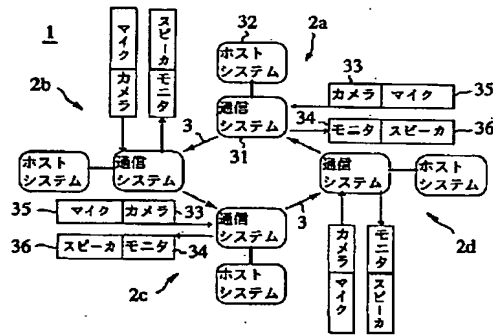 1
2b
マイク
カメラ
スピーカ
モニタ
32
ホスト
システム
2a
33
カメラ
マイク
35
通信
システム
31
34
モニタ
スピーカ
36
3
ホスト
システム
通信
システム
通信
システム
ホスト
システム
35
マイク
カメラ
33
36
スピーカ
モニタ
34
通信
システム
3
2c
ホスト
システム
カメラ
マイク
モニタ
スピーカ
2d